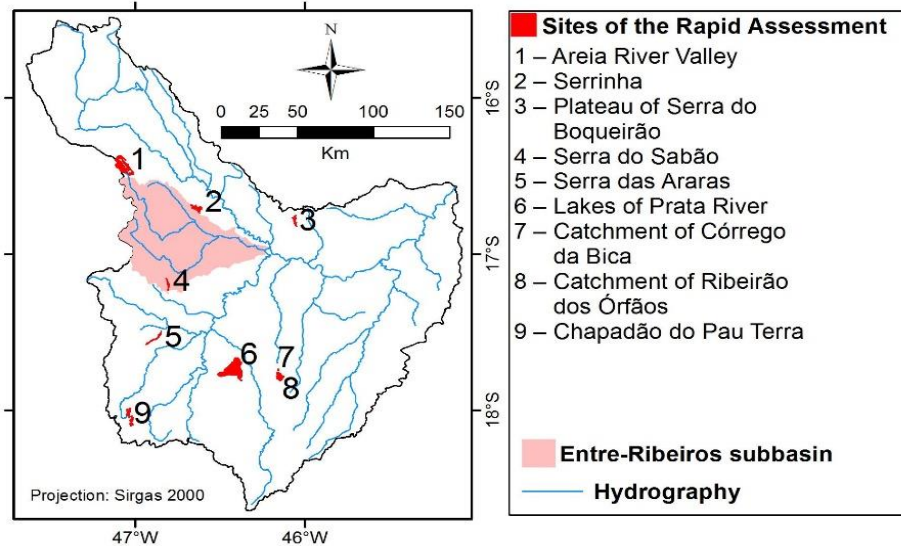 N
0 25 50 100 150
Km
1
2
3
4
5
6
7
8
9
16°S
17°S
18°S
47°W 46°W
Projection: Sirgas 2000
Sites of the Rapid Assessment
1 – Areia River Valley
2 – Serrinha
3 – Plateau of Serra do
Boqueirão
4 – Serra do Sabão
5 – Serra das Araras
6 – Lakes of Prata River
7 – Catchment of Córrego
da Bica
8 – Catchment of Ribeirão
dos Órfãos
9 – Chapadão do Pau Terra
Entre-Ribeiros subbasin
Hydrography